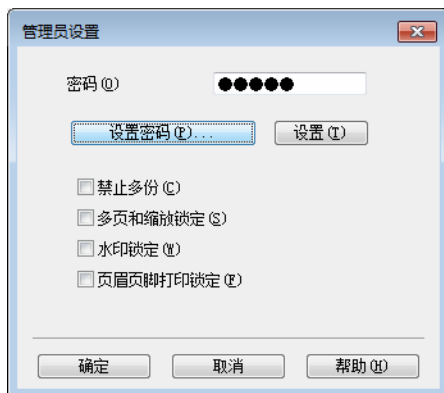 管理员设置
密码(O) ●●●●●
设置密码(P)... 设置(T)
禁止多份(C)
多页和缩放锁定(S)
水印锁定(W)
页眉页脚打印锁定(F)
确定 取消 帮助(H)